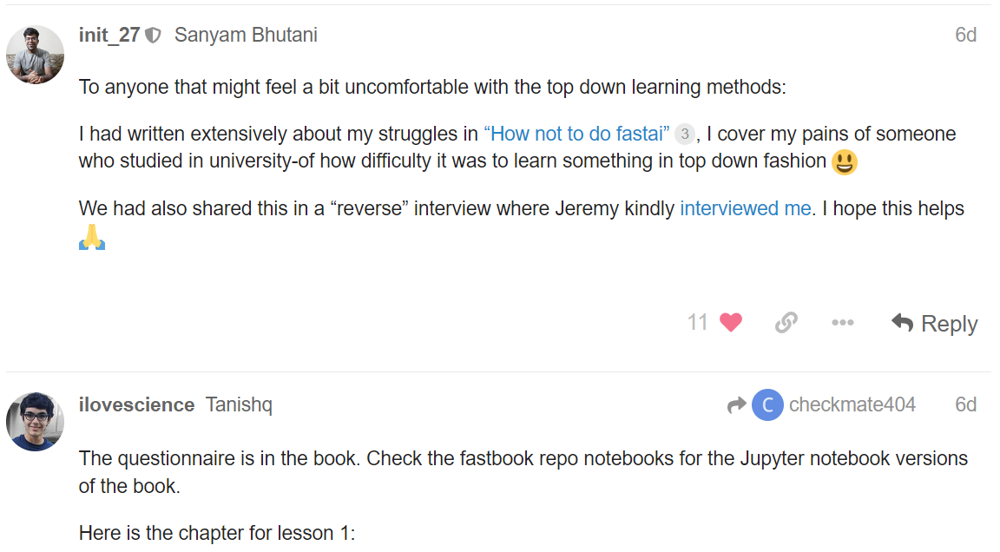 init_27 Sanyam Bhutani 6d
To anyone that might feel a bit uncomfortable with the top down learning methods:
I had written extensively about my struggles in “How not to do fastai” 3 , I cover my pains of someone
who studied in university-of how difficulty it was to learn something in top down fashion 😃
We had also shared this in a “reverse” interview where Jeremy kindly interviewed me. I hope this helps
🙏
11 Reply
ilovescience Tanishq C checkmate404 6d
The questionnaire is in the book. Check the fastbook repo notebooks for the Jupyter notebook versions
of the book.
Here is the chapter for lesson 1: